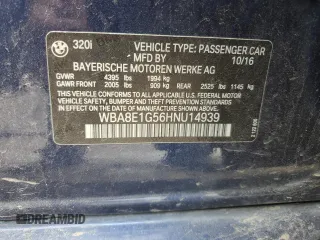 320i VEHICLE TYPE: PASSENGER CAR
MFD BY 10/16
BAYERISCHE MOTOREN WERKE AG
GVWR 4395 lbs 1994 kg
GAWR FRONT 2005 lbs 909 kg GAWR REAR 2525 lbs 1145 kg
THIS VEHICLE CONFORMS TO ALL APPLICABLE FEDERAL
MOTOR VEHICLE SAFETY, BUMPER AND THEFT PREVENTION
STANDARDS IN EFFECT ON THE DATE OF MANUFACTURE
SHOWN ABOVE
WBA8E1G56HNU14939
DREAMBID